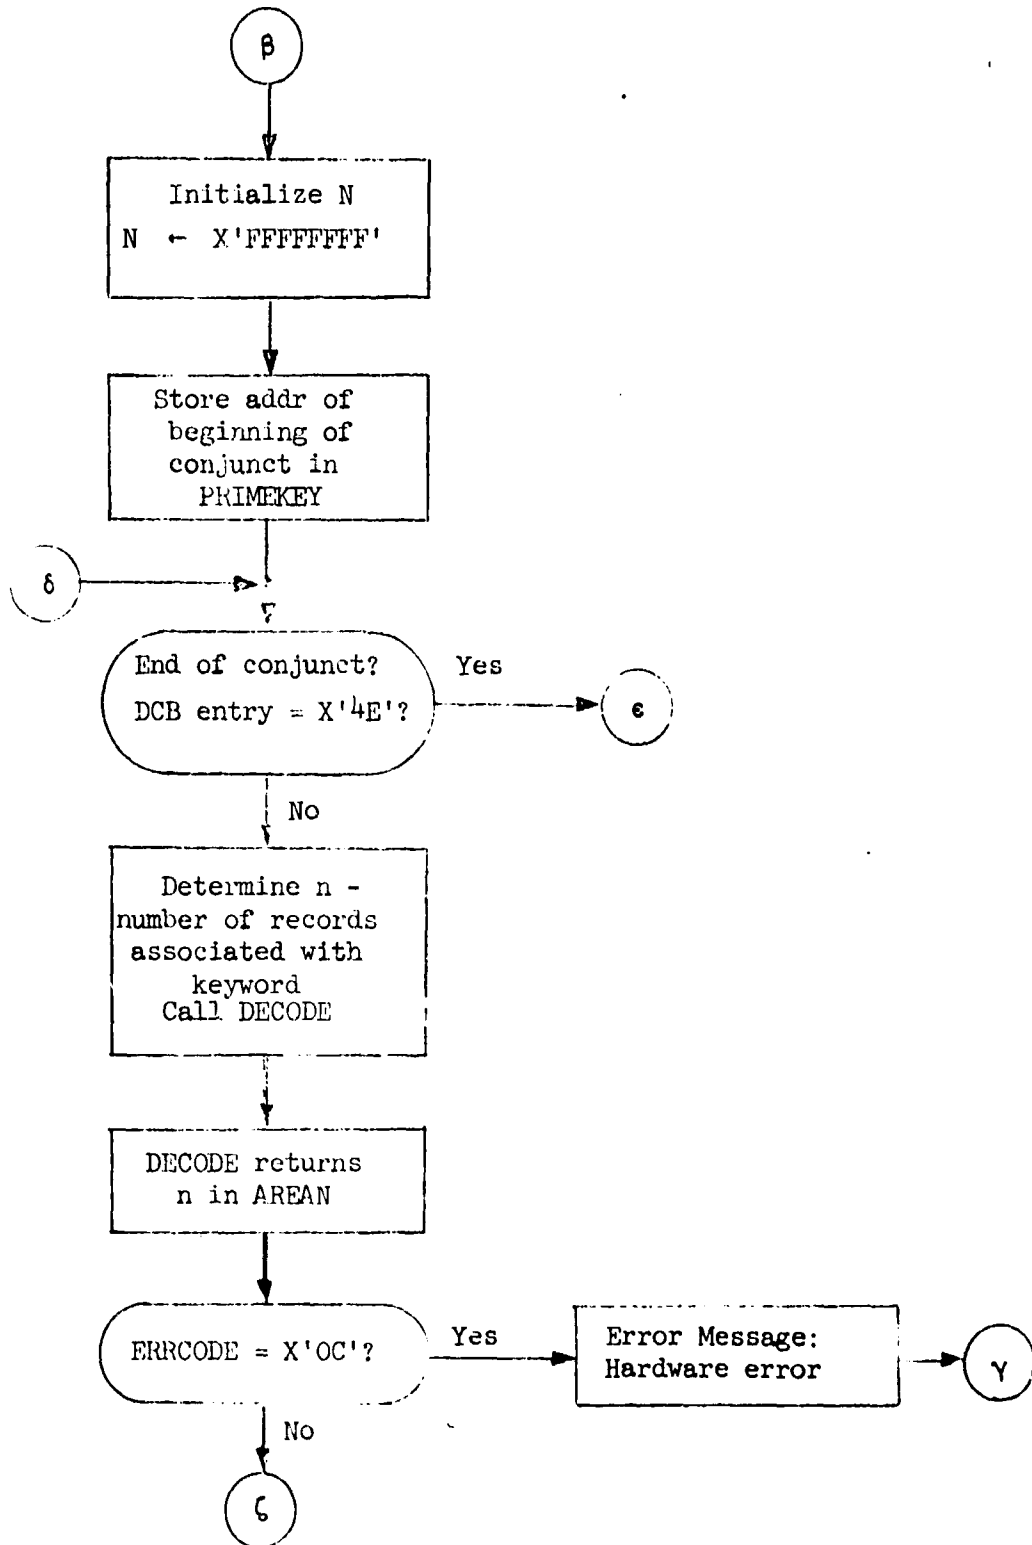 β
Initialize N
N ← X'FFFFFFFF'
Store addr of
beginning of
conjunct in
PRIMEKEY
δ
End of conjunct?
DCB entry = X'4E'?
Yes
ε
No
Determine n -
number of records
associated with
keyword
Call DECODE
DECODE returns
n in AREAN
ERRCODE = X'0C'?
Yes
Error Message:
Hardware error
γ
No
ζ